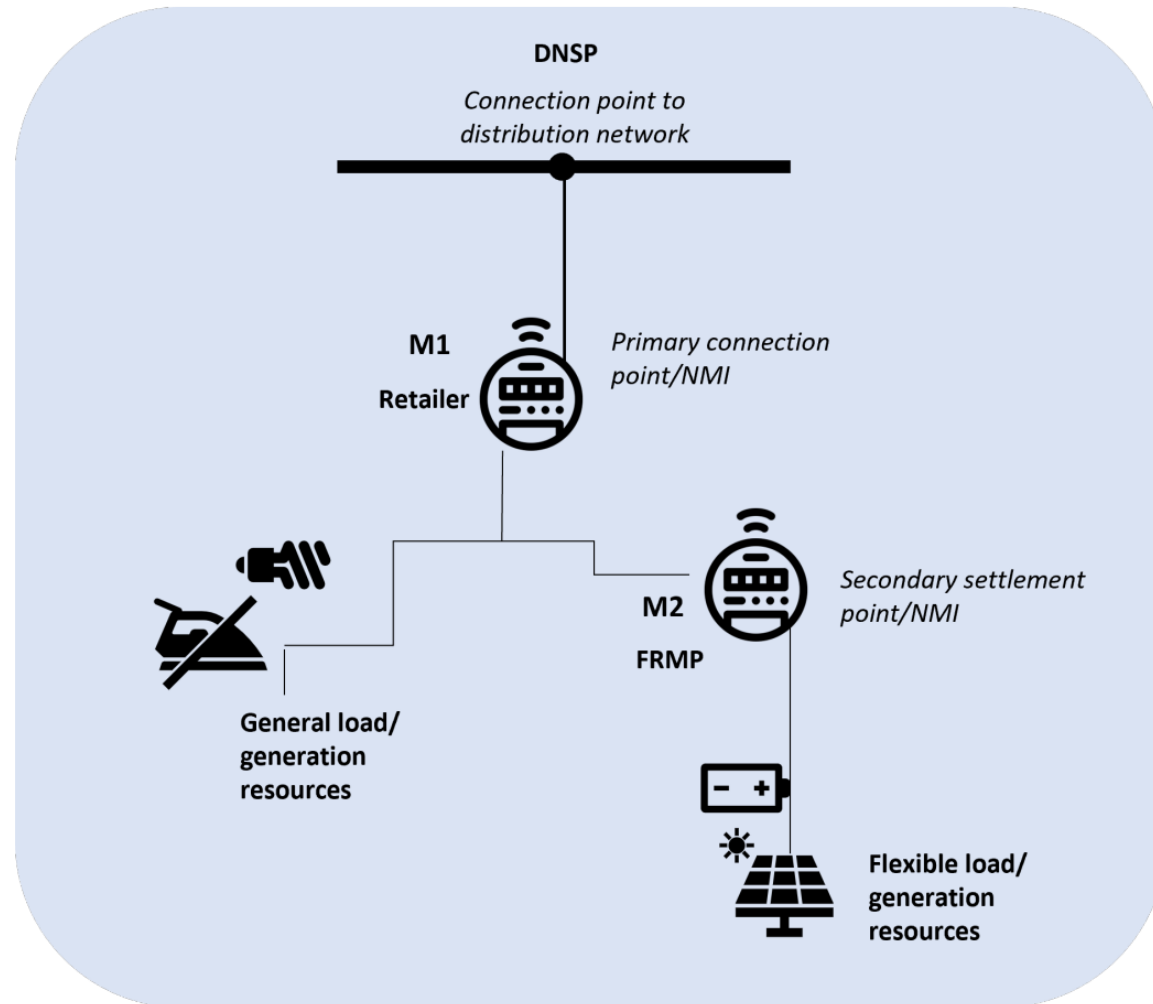 DNSP
Connection point to
distribution network
M1
Retailer
Primary connection
point/NMI
M2
FRMP
Secondary settlement
point/NMI
General load/
generation
resources
Flexible load/
generation
resources